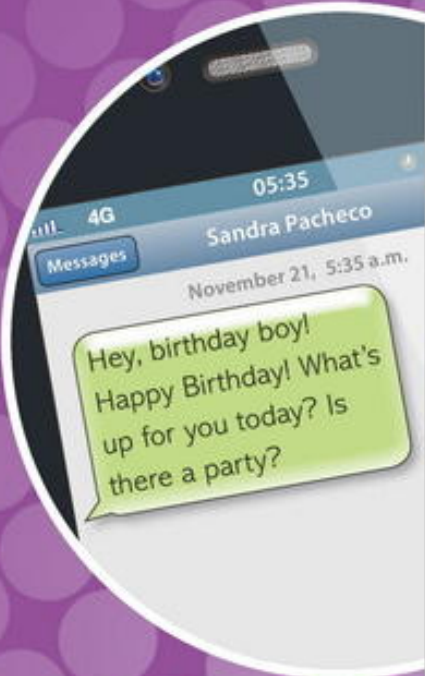 05:35
4G
Messages
Sandra Pacheco
November 21, 5:35 a.m.
Hey, birthday boy!
Happy Birthday! What's
up for you today? Is
there a party?